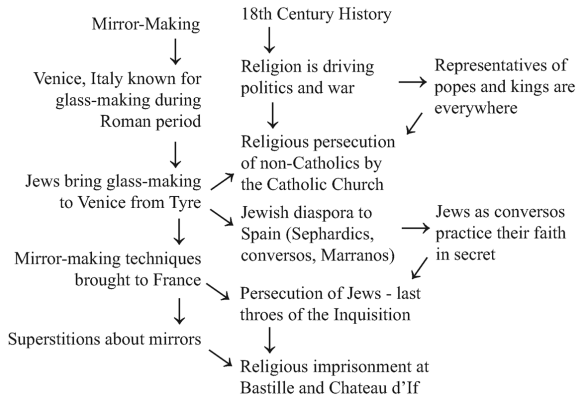 Mirror-Making
Venice, Italy known for
glass-making during
Roman period
Jews bring glass-making
to Venice from Tyre
Mirror-making techniques
brought to France
Superstitions about mirrors
18th Century History
Religion is driving
politics and war
Representatives of
popes and kings are
everywhere
Religious persecution
of non-Catholics by
the Catholic Church
Jewish diaspora to
Spain (Sephardics,
conversos, Marranos)
Jews as conversos
practice their faith
in secret
Persecution of Jews - last
throes of the Inquisition
Religious imprisonment at
Bastille and Chateau d'If